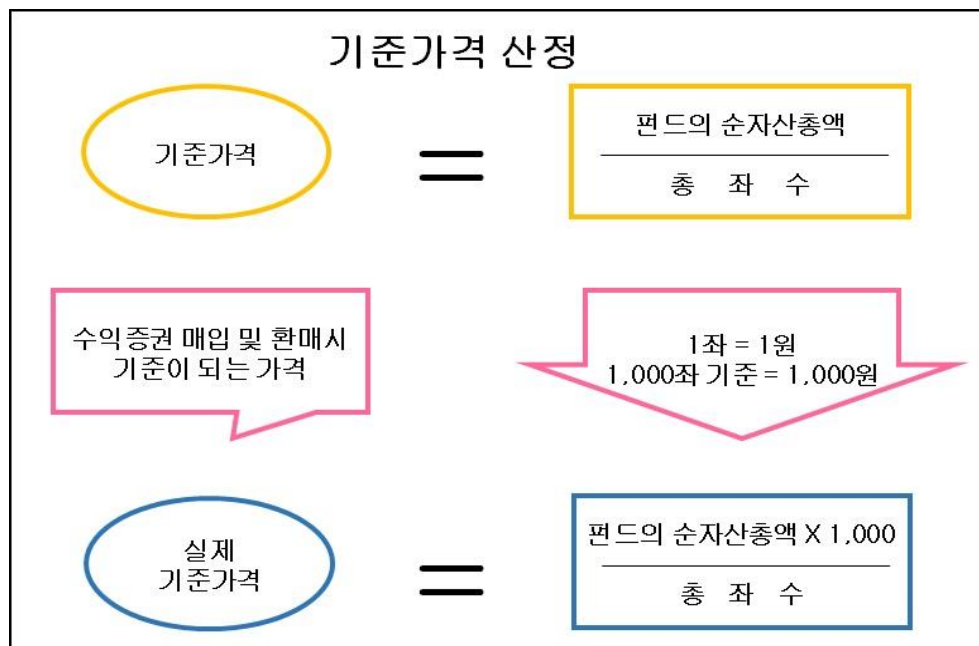 기준가격 산정
기준가격
=
펀드의 순자산총액
총 좌 수
수익증권 매입 및 환매시
기준이 되는 가격
1좌 = 1원
1,000좌 기준 = 1,000원
실제
기준가격
=
펀드의 순자산총액 X 1,000
총 좌 수